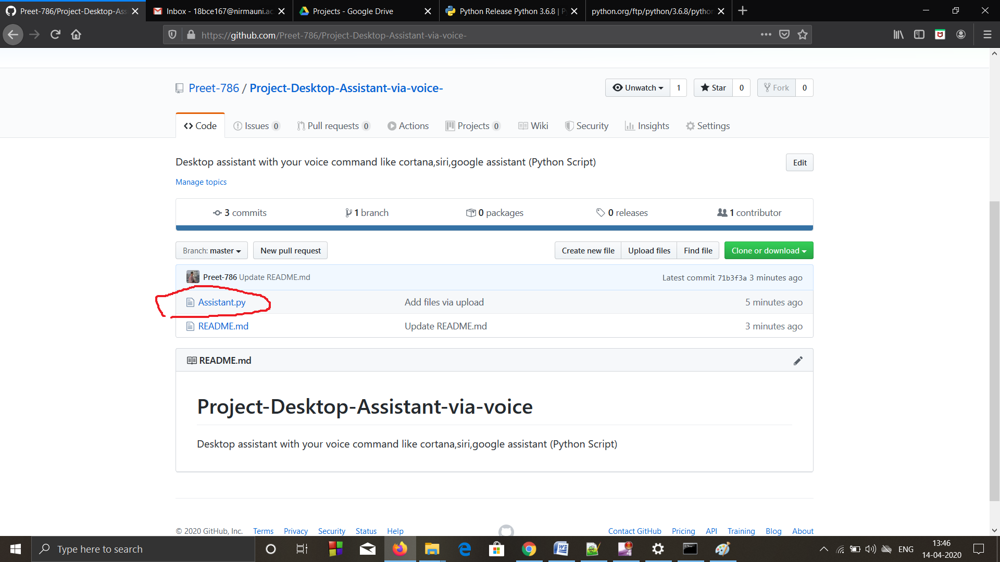 Preet-786/Project-Desktop-Ass
Inbox - 18bce167@nirmauni.ac
Projects - Google Drive
Python Release Python 3.6.8 | P
python.org/ftp/python/3.6.8/pytho
https://github.com/Preet-786/Project-Desktop-Assistant-via-voice-
Preet-786 / Project-Desktop-Assistant-via-voice-
Unwatch 1
Star 0
Fork 0
Code
Issues 0
Pull requests 0
Actions
Projects 0
Wiki
Security
Insights
Settings
Desktop assistant with your voice command like cortana,siri,google assistant (Python Script)
Edit
Manage topics
3 commits
1 branch
0 packages
0 releases
1 contributor
Branch: master
New pull request
Create new file
Upload files
Find file
Clone or download
Preet-786 Update README.md
Latest commit 71b3f3a 3 minutes ago
Assistant.py
Add files via upload
5 minutes ago
README.md
Update README.md
3 minutes ago
README.md
Project-Desktop-Assistant-via-voice
Desktop assistant with your voice command like cortana,siri,google assistant (Python Script)
© 2020 GitHub, Inc.
Terms
Privacy
Security
Status
Help
Contact GitHub
Pricing
API
Training
Blog
About
Type here to search
4
ENG
13:46
14-04-2020